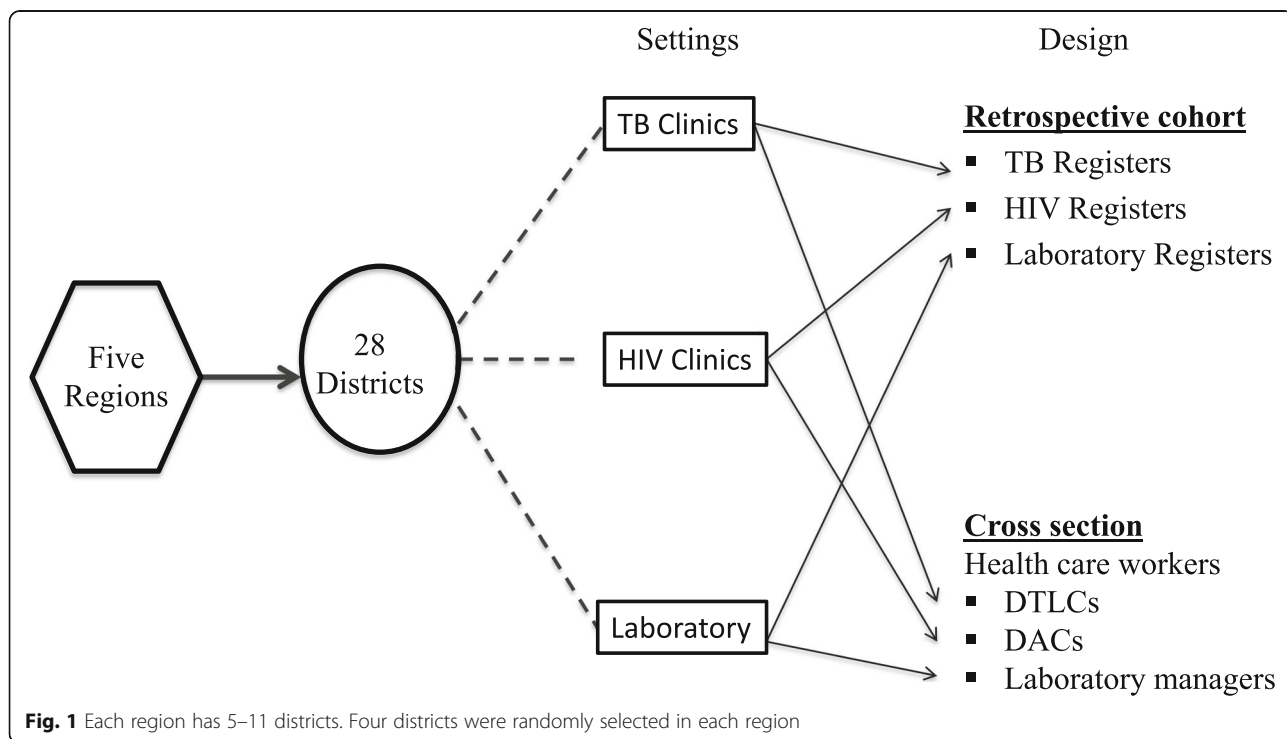 Settings
Design
Five
Regions
28
Districts
TB Clinics
HIV Clinics
Laboratory
Retrospective cohort
▪ TB Registers
▪ HIV Registers
▪ Laboratory Registers
Cross section
Health care workers
▪ DTLCs
▪ DACs
▪ Laboratory managers
Fig. 1 Each region has 5–11 districts. Four districts were randomly selected in each region